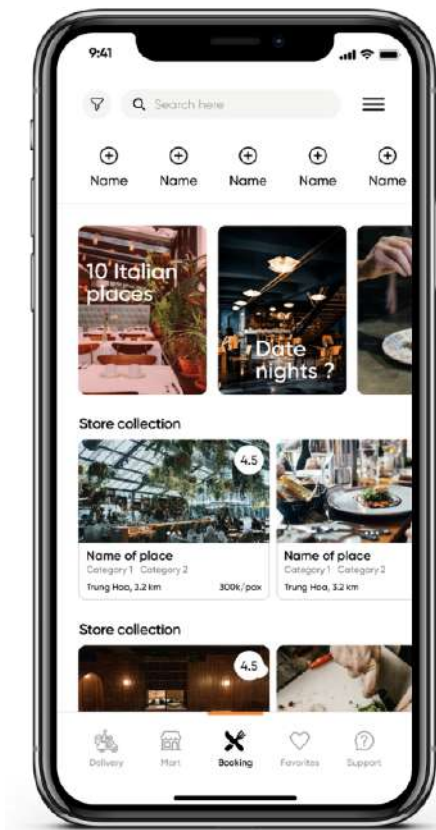 9:41
Search here
Name Name Name Name Name
10 Italian
places
Date
nights ?
Store collection
4.5
Name of place Name of place
Category 1 Category 2 Category 1 Category 2
Trung Hoa, 3.2 km 300k/pax Trung Hoa, 3.2 km
Store collection
4.5
Delivery Mart Booking Favorites Support